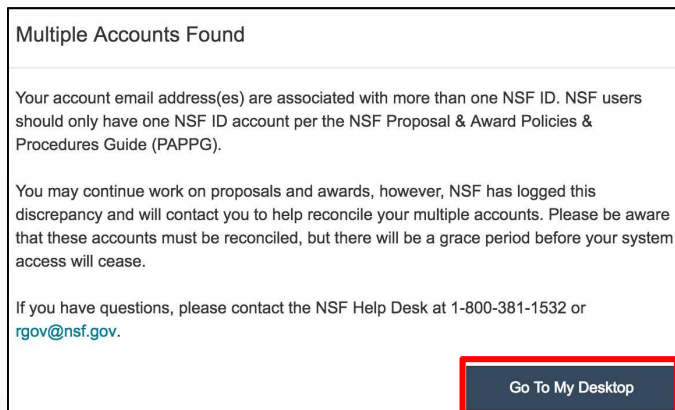 Multiple Accounts Found
Your account email address(es) are associated with more than one NSF ID. NSF users
should only have one NSF ID account per the NSF Proposal & Award Policies &
Procedures Guide (PAPPG).
You may continue work on proposals and awards, however, NSF has logged this
discrepancy and will contact you to help reconcile your multiple accounts. Please be aware
that these accounts must be reconciled, but there will be a grace period before your system
access will cease.
If you have questions, please contact the NSF Help Desk at 1-800-381-1532 or
rgov@nsf.gov.
Go To My Desktop